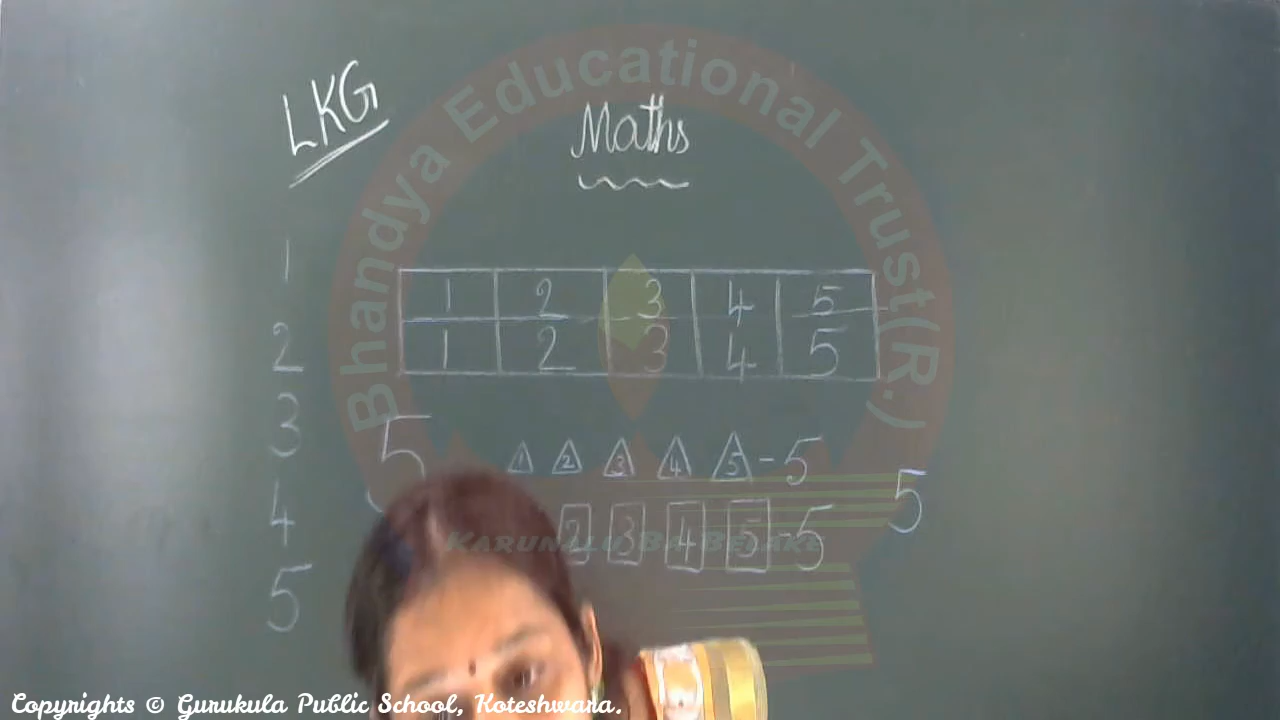 Bhandya Educational Trust(R.)
LKG
Maths
1
2
3
4
5
1 2 3 4 5
1 2 3 4 5
5
1 2 3 4 5 - 5
2 3 4 5 - 5
5
Copyrights © Gurukula Public School, Koteshwara.